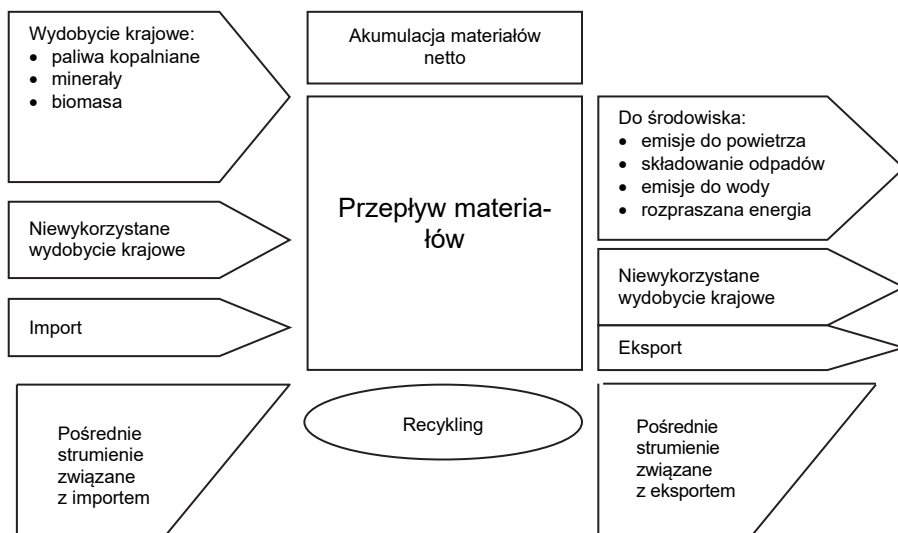 Wydobycie krajowe:
• paliwa kopalniane
• minerały
• biomasa
Niewykorzystane
wydobycie krajowe
Import
Pośrednie
strumienie
związane
z importem
Akumulacja materiałów
netto
Przepływ materia-
łów
Recykling
Do środowiska:
• emisje do powietrza
• składowanie odpadów
• emisje do wody
• rozpraszana energia
Niewykorzystane
wydobycie krajowe
Eksport
Pośrednie
strumienie
związane
z eksportem